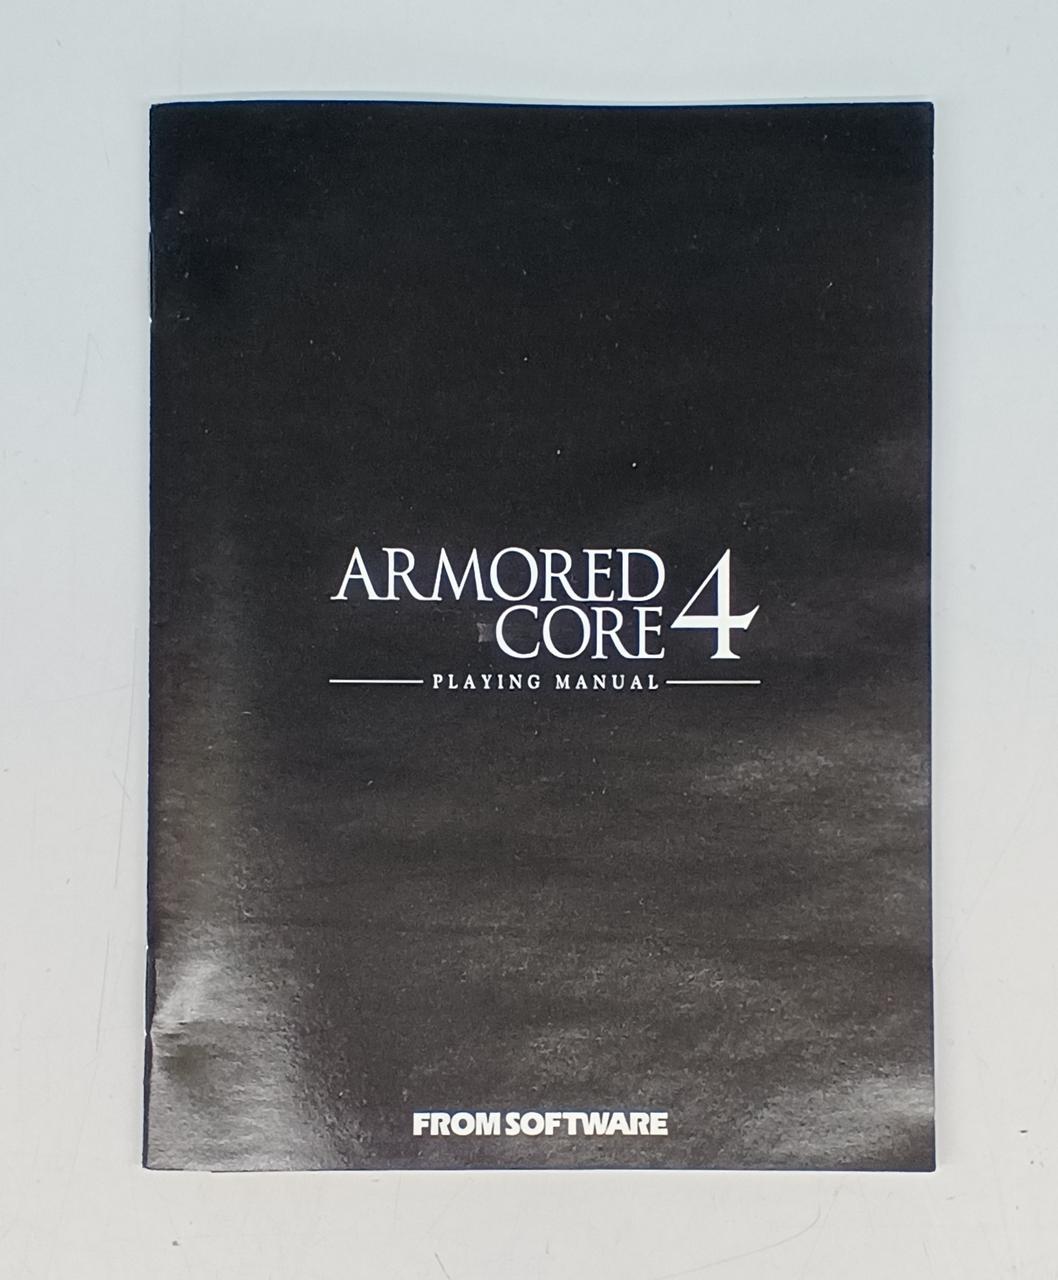 ARMORED
CORE 4
PLAYING MANUAL
FROM SOFTWARE